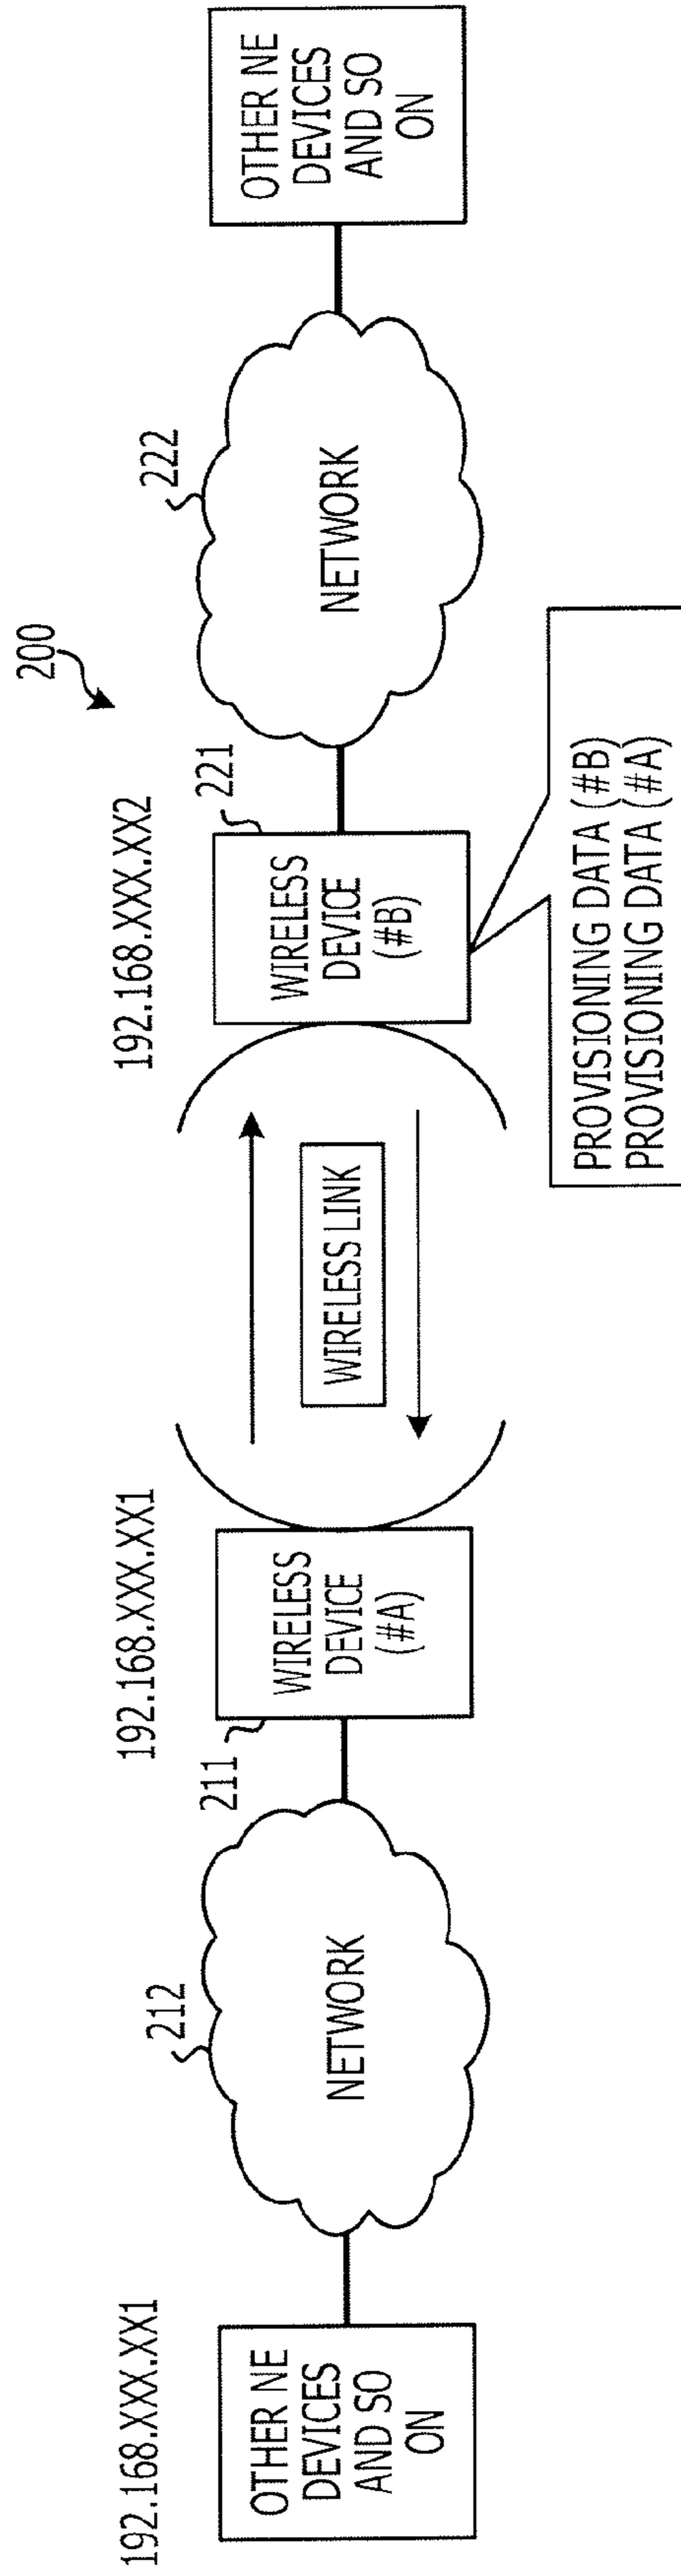 200
192.168.XXX.XX1
192.168.XXX.XX1
192.168.XXX.XX2
212
211
221
222
OTHER NE
DEVICES
AND SO
ON
NETWORK
WIRELESS
DEVICE
(#A)
WIRELESS LINK
WIRELESS
DEVICE
(#B)
NETWORK
OTHER NE
DEVICES
AND SO
ON
PROVISIONING DATA (#B)
PROVISIONING DATA (#A)